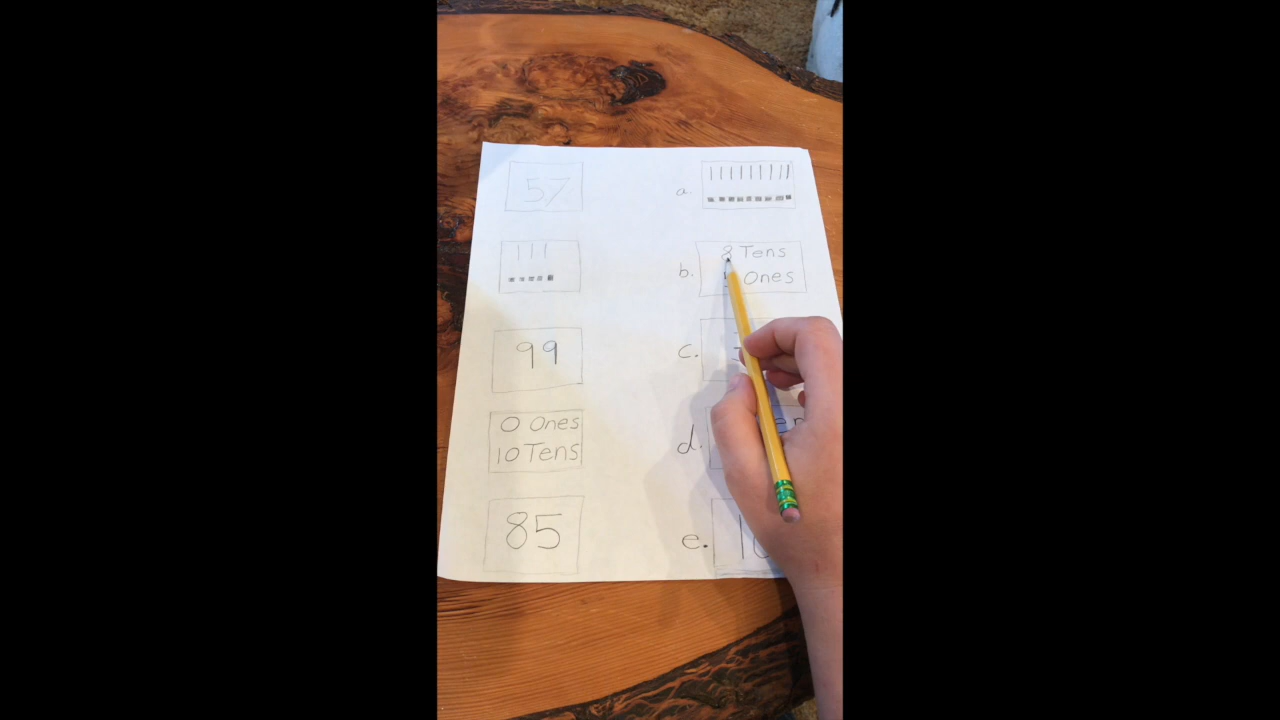 57
a.
8 Tens
b.
Ones
99
c.
0 Ones
10 Tens
d.
85
e.